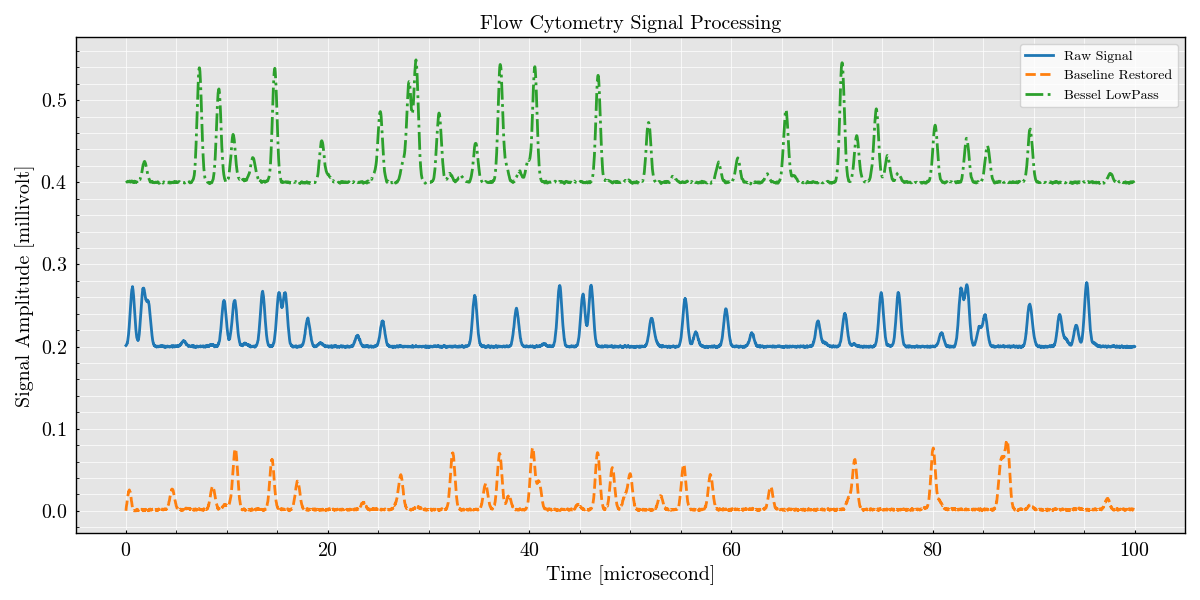 Flow Cytometry Signal Processing
Raw Signal
Baseline Restored
Bessel LowPass
Signal Amplitude [millivolt]
0.5
0.4
0.3
0.2
0.1
0.0
0 20 40 60 80 100
Time [microsecond]